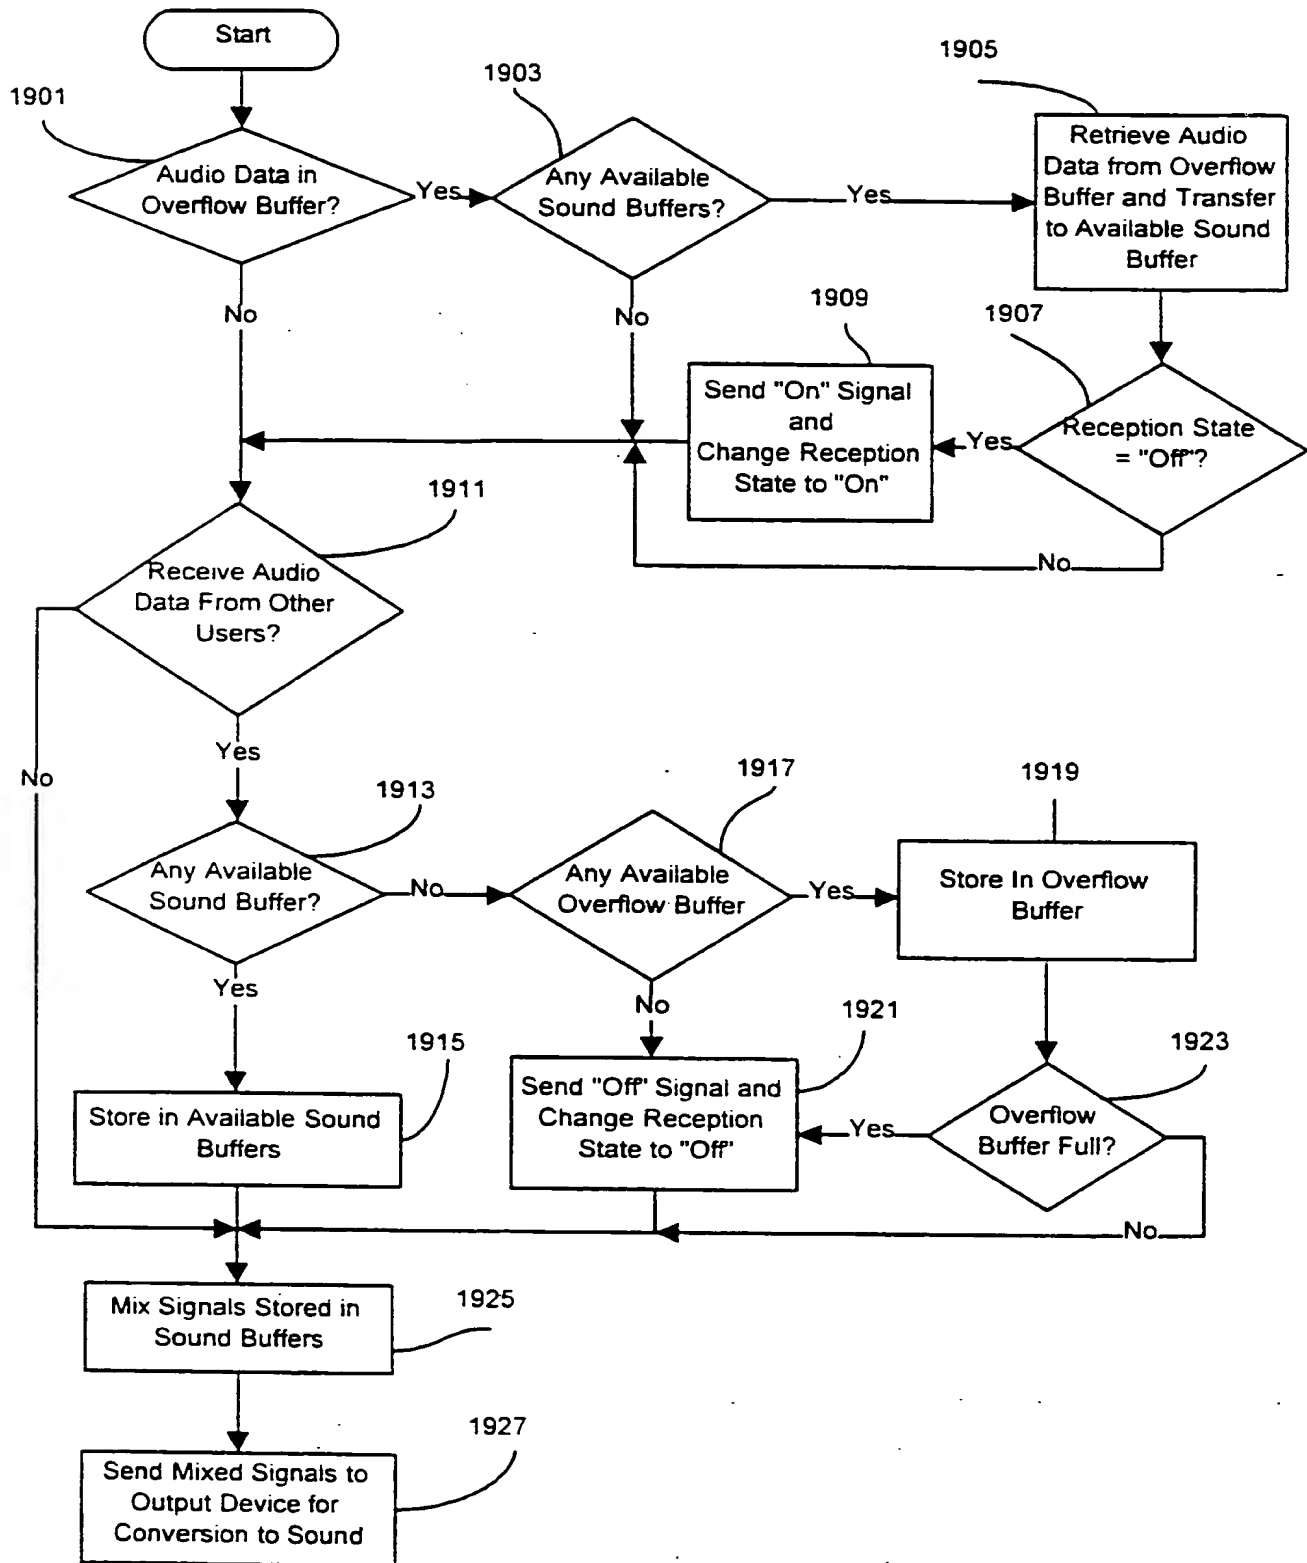 Start
1901
1903
1905
Audio Data in
Overflow Buffer?
Yes
Any Available
Sound Buffers?
Yes
Retrieve Audio
Data from Overflow
Buffer and Transfer
to Available Sound
Buffer
No
No
1909
1907
Send "On" Signal
and
Change Reception
State to "On"
Yes
Reception State
= "Off"?
No
1911
Receive Audio
Data From Other
Users?
No
Yes
1913
1917
1919
Any Available
Sound Buffer?
No
Any Available
Overflow Buffer
Yes
Store In Overflow
Buffer
Yes
No
1915
1921
1923
Store in Available Sound
Buffers
Send "Off" Signal and
Change Reception
State to "Off"
Yes
Overflow
Buffer Full?
No
Mix Signals Stored in
Sound Buffers
1925
1927
Send Mixed Signals to
Output Device for
Conversion to Sound